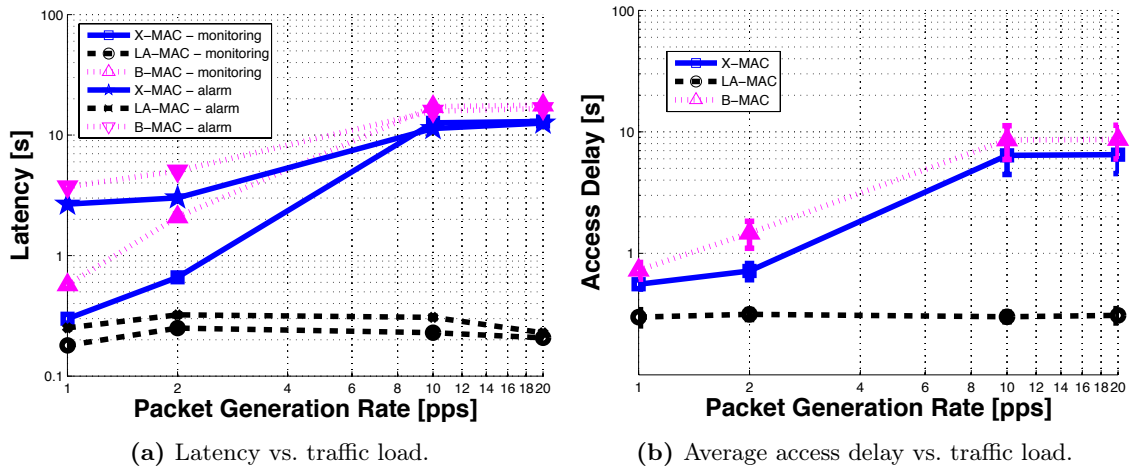 100
10
1
0.1
Latency [s]
X-MAC – monitoring
LA-MAC – monitoring
B-MAC – monitoring
X-MAC – alarm
LA-MAC – alarm
B-MAC – alarm
1 2 4 6 8 10 12 14 16 18 20
Packet Generation Rate [pps]
(a) Latency vs. traffic load.
100
10
1
Access Delay [s]
X-MAC
LA-MAC
B-MAC
1 2 4 6 8 10 12 14 16 18 20
Packet Generation Rate [pps]
(b) Average access delay vs. traffic load.